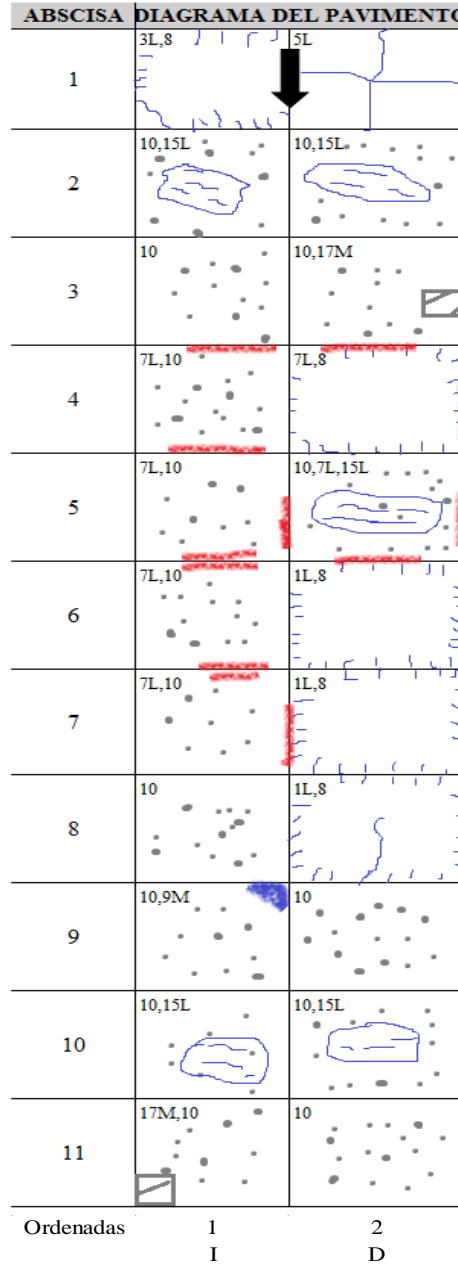 ABSCISA DIAGRAMA DEL PAVIMENTO
1 3L,8 5L
2 10,15L 10,15L
3 10 10,17M
4 7L,10 7L,8
5 7L,10 10,7L,15L
6 7L,10 1L,8
7 7L,10 1L,8
8 10 1L,8
9 10,9M 10
10 10,15L 10,15L
11 17M,10 10
Ordenadas 1 2
I D